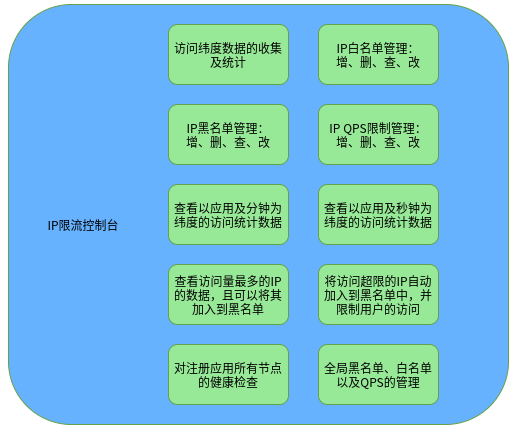 访问纬度数据的收集
及统计
IP白名单管理：
增、删、查、改
IP黑名单管理：
增、删、查、改
IP QPS限制管理：
增、删、查、改
IP限流控制台
查看以应用及分钟为
纬度的访问统计数据
查看以应用及秒钟为
纬度的访问统计数据
查看访问量最多的IP
的数据，且可以将其
加入到黑名单
将访问超限的IP自动
加入到黑名单中，并
限制用户的访问
对注册应用所有节点
的健康检查
全局黑名单、白名单
以及QPS的管理